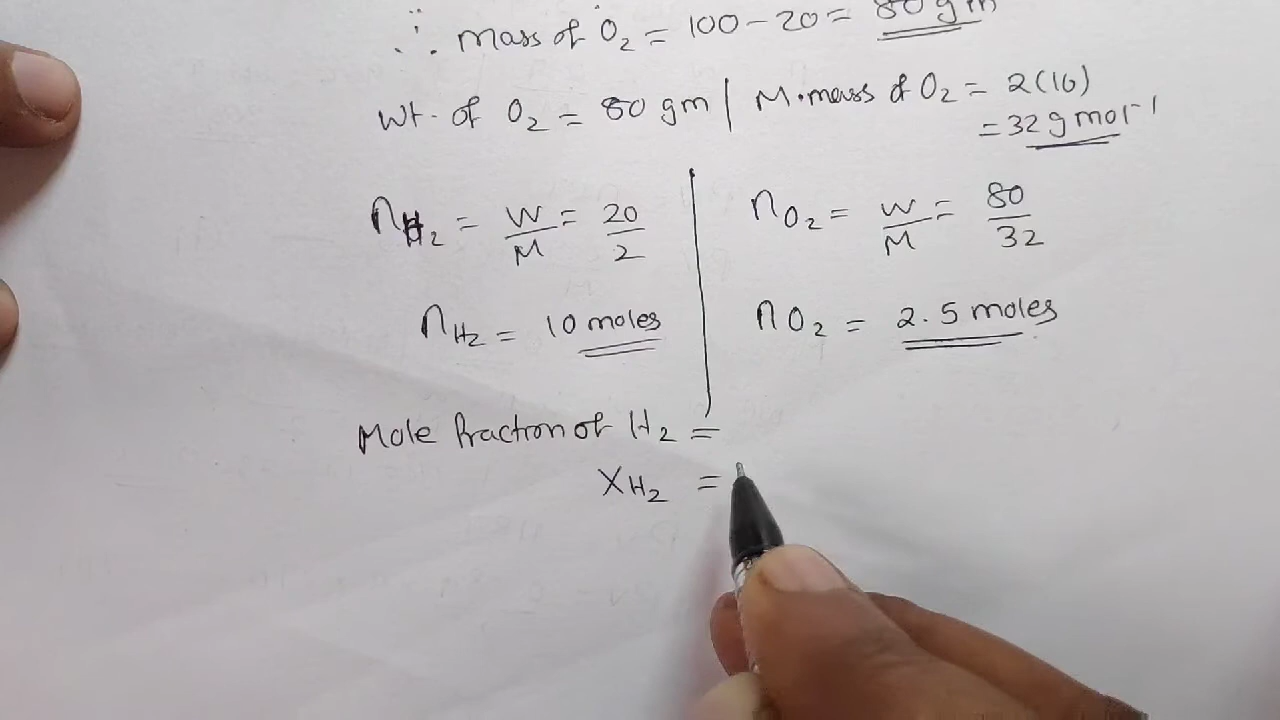 ∴ mass of O₂ = 100 - 20 = 80 gm
Wt. of O₂ = 80 gm | M.mass of O₂ = 2(16)
= 32 g mol⁻¹
nH₂ = W/M = 20/2
nO₂ = W/M = 80/32
nH₂ = 10 moles
nO₂ = 2.5 moles
Mole fraction of H₂ =
XH₂ =